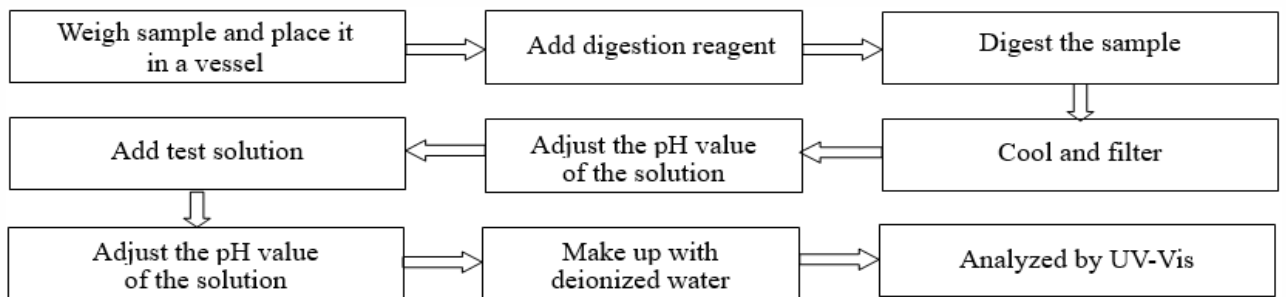 Weigh sample and place it
in a vessel
Add digestion reagent
Digest the sample
Cool and filter
Adjust the pH value
of the solution
Add test solution
Adjust the pH value
of the solution
Make up with
deionized water
Analyzed by UV-Vis